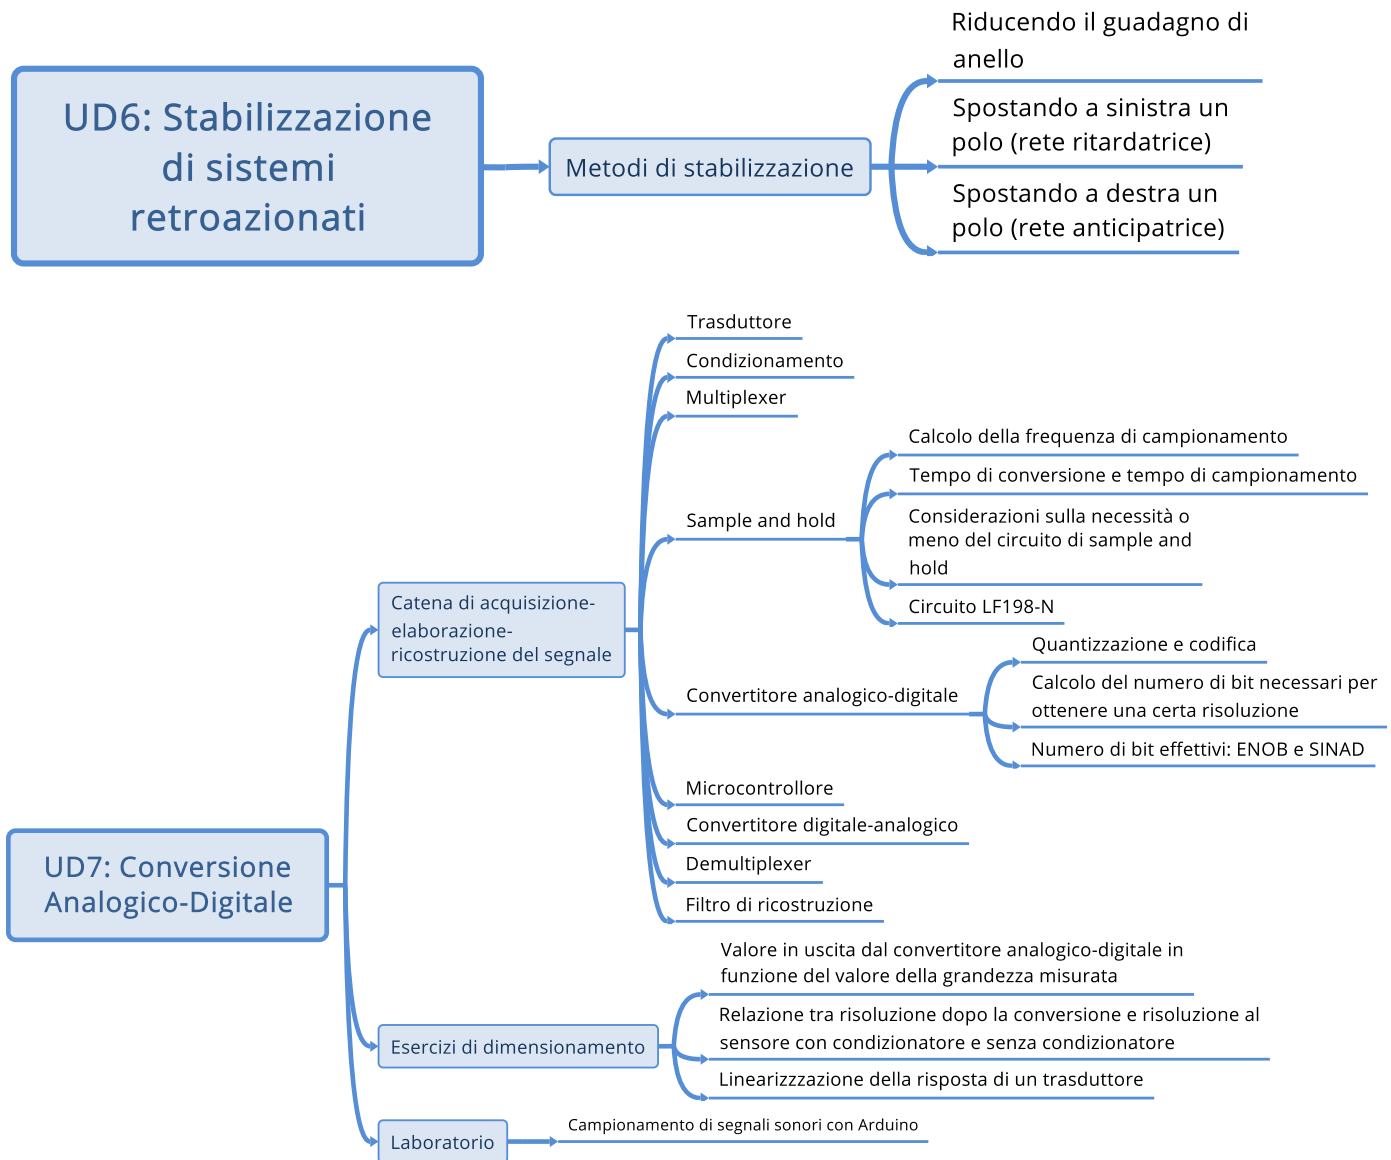 UD6: Stabilizzazione
di sistemi
retroazionati
Metodi di stabilizzazione
Riducendo il guadagno di
anello
Spostando a sinistra un
polo (rete ritardatrice)
Spostando a destra un
polo (rete anticipatrice)
UD7: Conversione
Analogico-Digitale
Catena di acquisizione-
elaborazione-
ricostruzione del segnale
Trasduttore
Condizionamento
Multiplexer
Sample and hold
Calcolo della frequenza di campionamento
Tempo di conversione e tempo di campionamento
Considerazioni sulla necessità o
meno del circuito di sample and
hold
Circuito LF198-N
Convertitore analogico-digitale
Quantizzazione e codifica
Calcolo del numero di bit necessari per
ottenere una certa risoluzione
Numero di bit effettivi: ENOB e SINAD
Microcontrollore
Convertitore digitale-analogico
Demultiplexer
Filtro di ricostruzione
Esercizi di dimensionamento
Valore in uscita dal convertitore analogico-digitale in
funzione del valore della grandezza misurata
Relazione tra risoluzione dopo la conversione e risoluzione al
sensore con condizionatore e senza condizionatore
Linearizzzazione della risposta di un trasduttore
Laboratorio
Campionamento di segnali sonori con Arduino